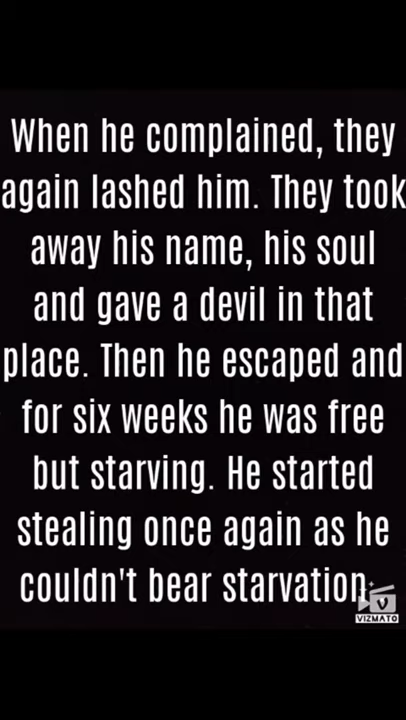 When he complained, they
again lashed him. They took
away his name, his soul
and gave a devil in that
place. Then he escaped and
for six weeks he was free
but starving. He started
stealing once again as he
couldn't bear starvation.
V
VIZMATO